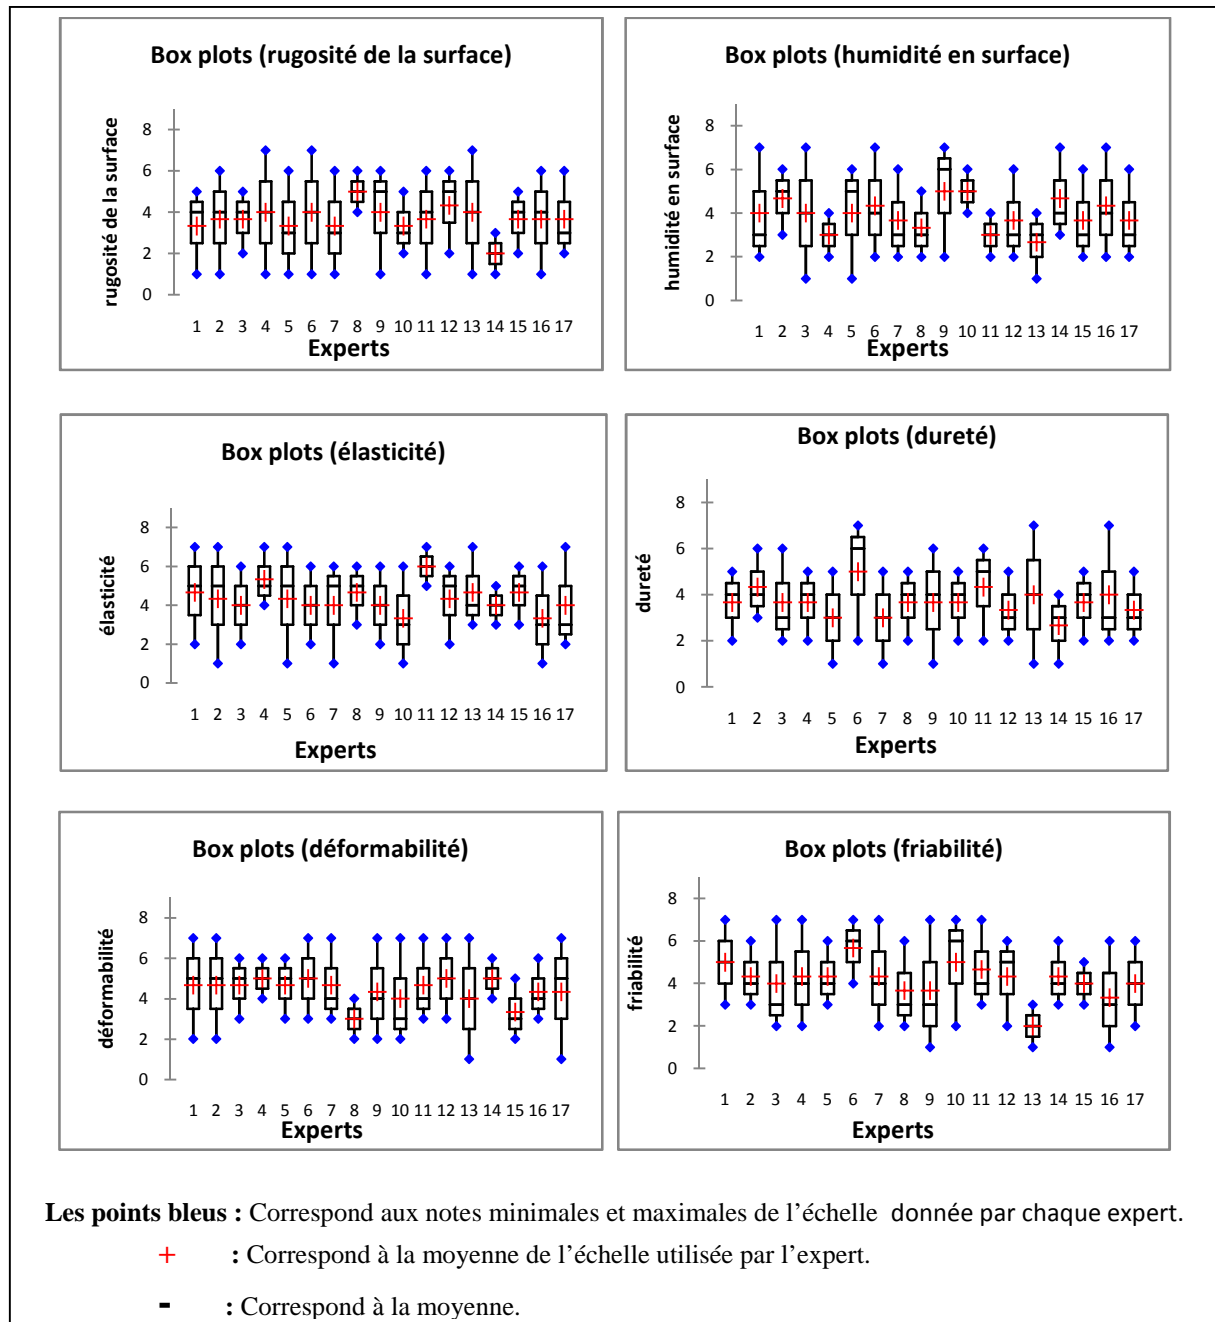 Box plots (rugosité de la surface)
rugosité de la surface
8
6
4
2
0
1 2 3 4 5 6 7 8 9 10 11 12 13 14 15 16 17
Experts
Box plots (humidité en surface)
humidité en surface
8
6
4
2
0
1 2 3 4 5 6 7 8 9 10 11 12 13 14 15 16 17
Experts
Box plots (élasticité)
élasticité
8
6
4
2
0
1 2 3 4 5 6 7 8 9 10 11 12 13 14 15 16 17
Experts
Box plots (dureté)
dureté
8
6
4
2
0
1 2 3 4 5 6 7 8 9 10 11 12 13 14 15 16 17
Experts
Box plots (déformabilité)
déformabilité
8
6
4
2
0
1 2 3 4 5 6 7 8 9 10 11 12 13 14 15 16 17
Experts
Box plots (friabilité)
friabilité
8
6
4
2
0
1 2 3 4 5 6 7 8 9 10 11 12 13 14 15 16 17
Experts
Les points bleus : Correspond aux notes minimales et maximales de l’échelle donnée par chaque expert.
+ : Correspond à la moyenne de l’échelle utilisée par l’expert.
- : Correspond à la moyenne.